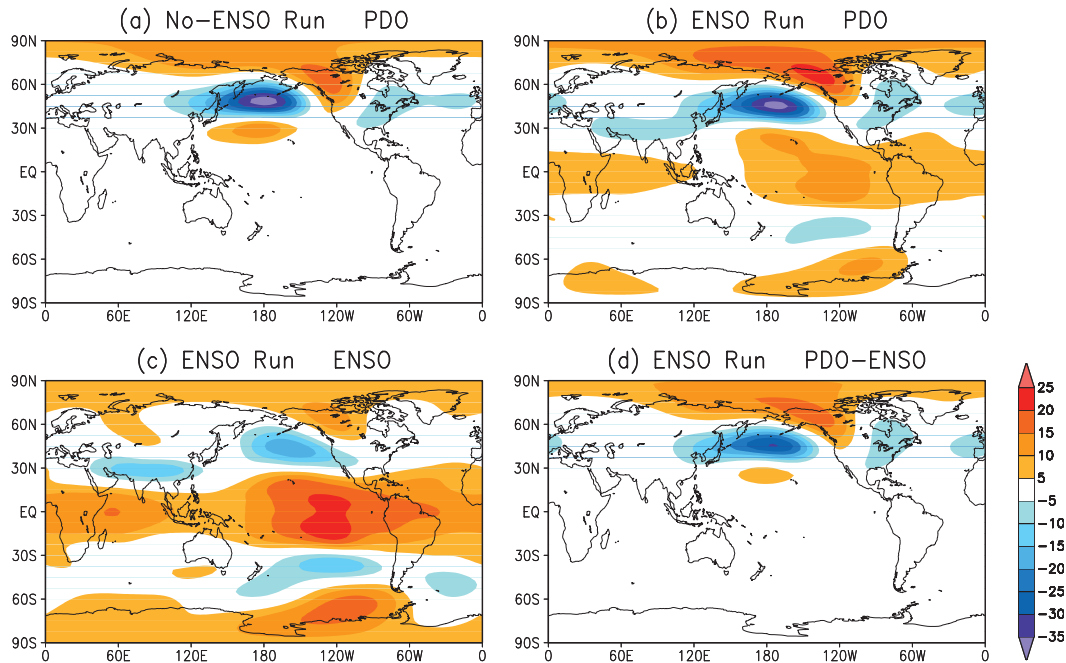 (a) No-ENSO Run PDO
90N
60N
30N
EQ
30S
60S
90S
0 60E 120E 180 120W 60W 0
(b) ENSO Run PDO
90N
60N
30N
EQ
30S
60S
90S
0 60E 120E 180 120W 60W 0
(c) ENSO Run ENSO
90N
60N
30N
EQ
30S
60S
90S
0 60E 120E 180 120W 60W 0
(d) ENSO Run PDO-ENSO
90N
60N
30N
EQ
30S
60S
90S
0 60E 120E 180 120W 60W 0
25
20
15
10
5
-5
-10
-15
-20
-25
-30
-35